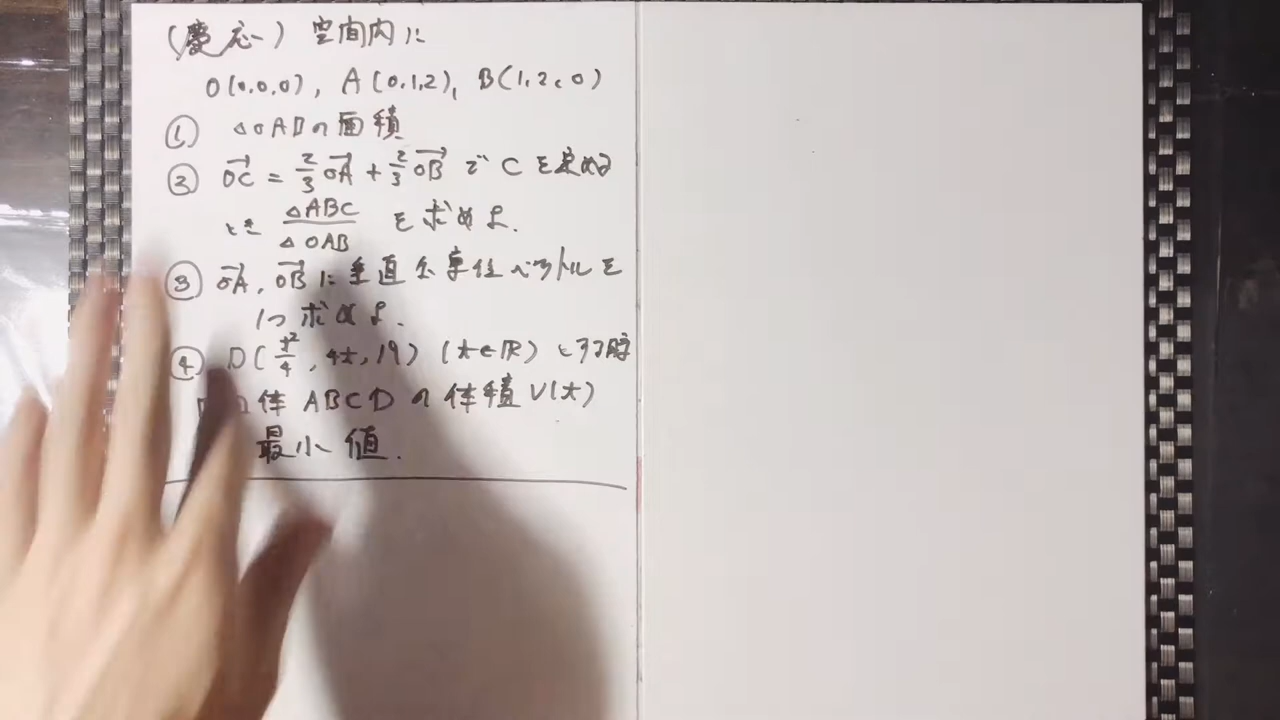 (慶応) 空間内に
O(0,0,0), A(0,1,2), B(1,2,0)
① △OABの面積
② OC→ = 2/3 OA→ + 2/3 OB→ で Cを定める
とき △ABC/△OAB を求めよ.
③ OA→, OB→に垂直な単位ベクトルを
1つ求めよ.
④ D(t²/4, 4t, 19) (t∈ℝ) とする時
体 ABCD の体積 V(t)
最小値.